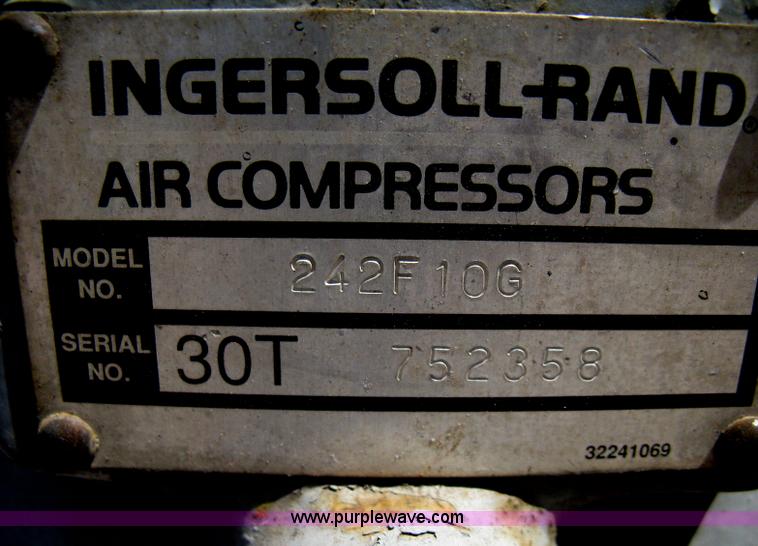 INGERSOLL-RAND®
AIR COMPRESSORS
MODEL NO. 242F10G
SERIAL NO. 30T 752358
32241069
www.purplewave.com